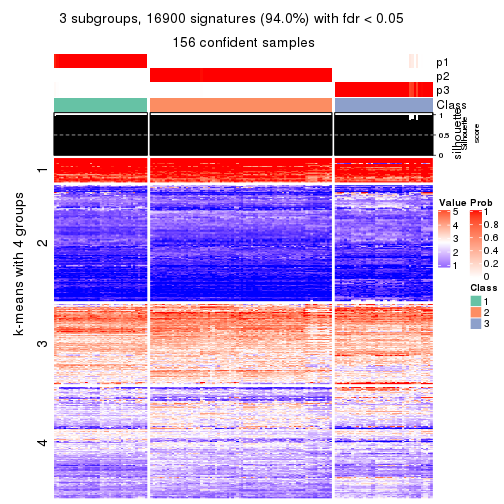 3 subgroups, 16900 signatures (94.0%) with fdr < 0.05
156 confident samples
p1
p2
p3
Class
1
0.5
0
silhouette
Silhouette
score
k-means with 4 groups
1
2
3
4
Value
5
4
3
2
1
Prob
1
0.8
0.6
0.4
0.2
0
Class
1
2
3